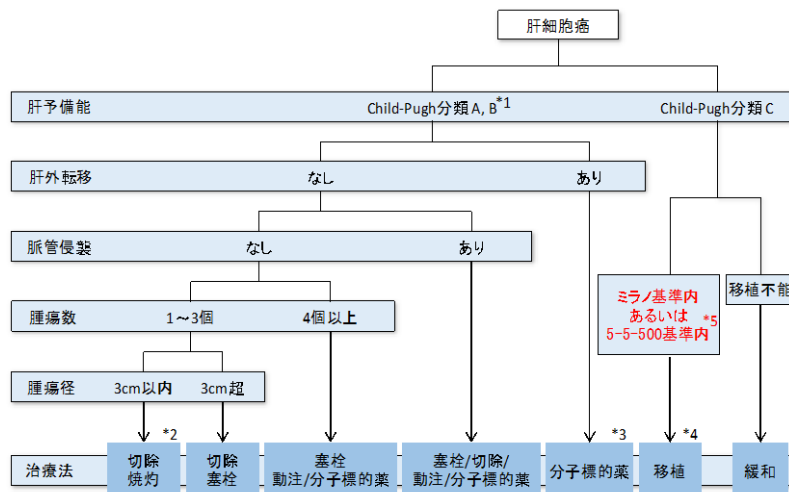 肝細胞癌
肝予備能 Child-Pugh分類 A, B*1 Child-Pugh分類 C
肝外転移 なし あり
脈管侵襲 なし あり
ミラノ基準内
あるいは
5-5-500基準内*5
移植不能
腫瘍数 1〜3個 4個以上
腫瘍径 3cm以内 3cm超
治療法
*2
切除
焼灼
切除
塞栓
塞栓
動注/分子標的薬
塞栓/切除/
動注/分子標的薬
*3
分子標的薬
*4
移植
緩和